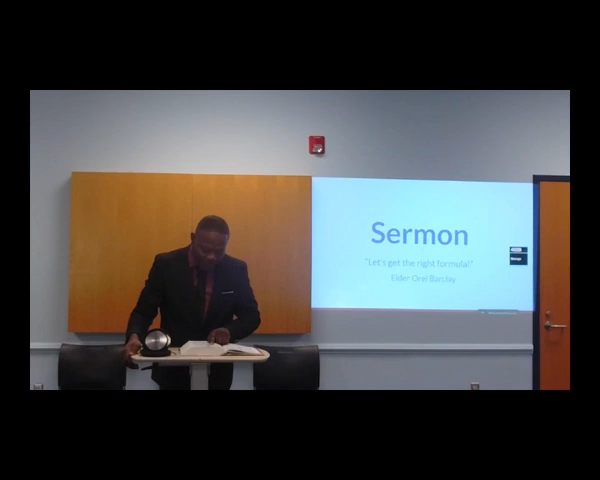 Sermon
"Let's get the right formula!"
Elder Orel Barclay